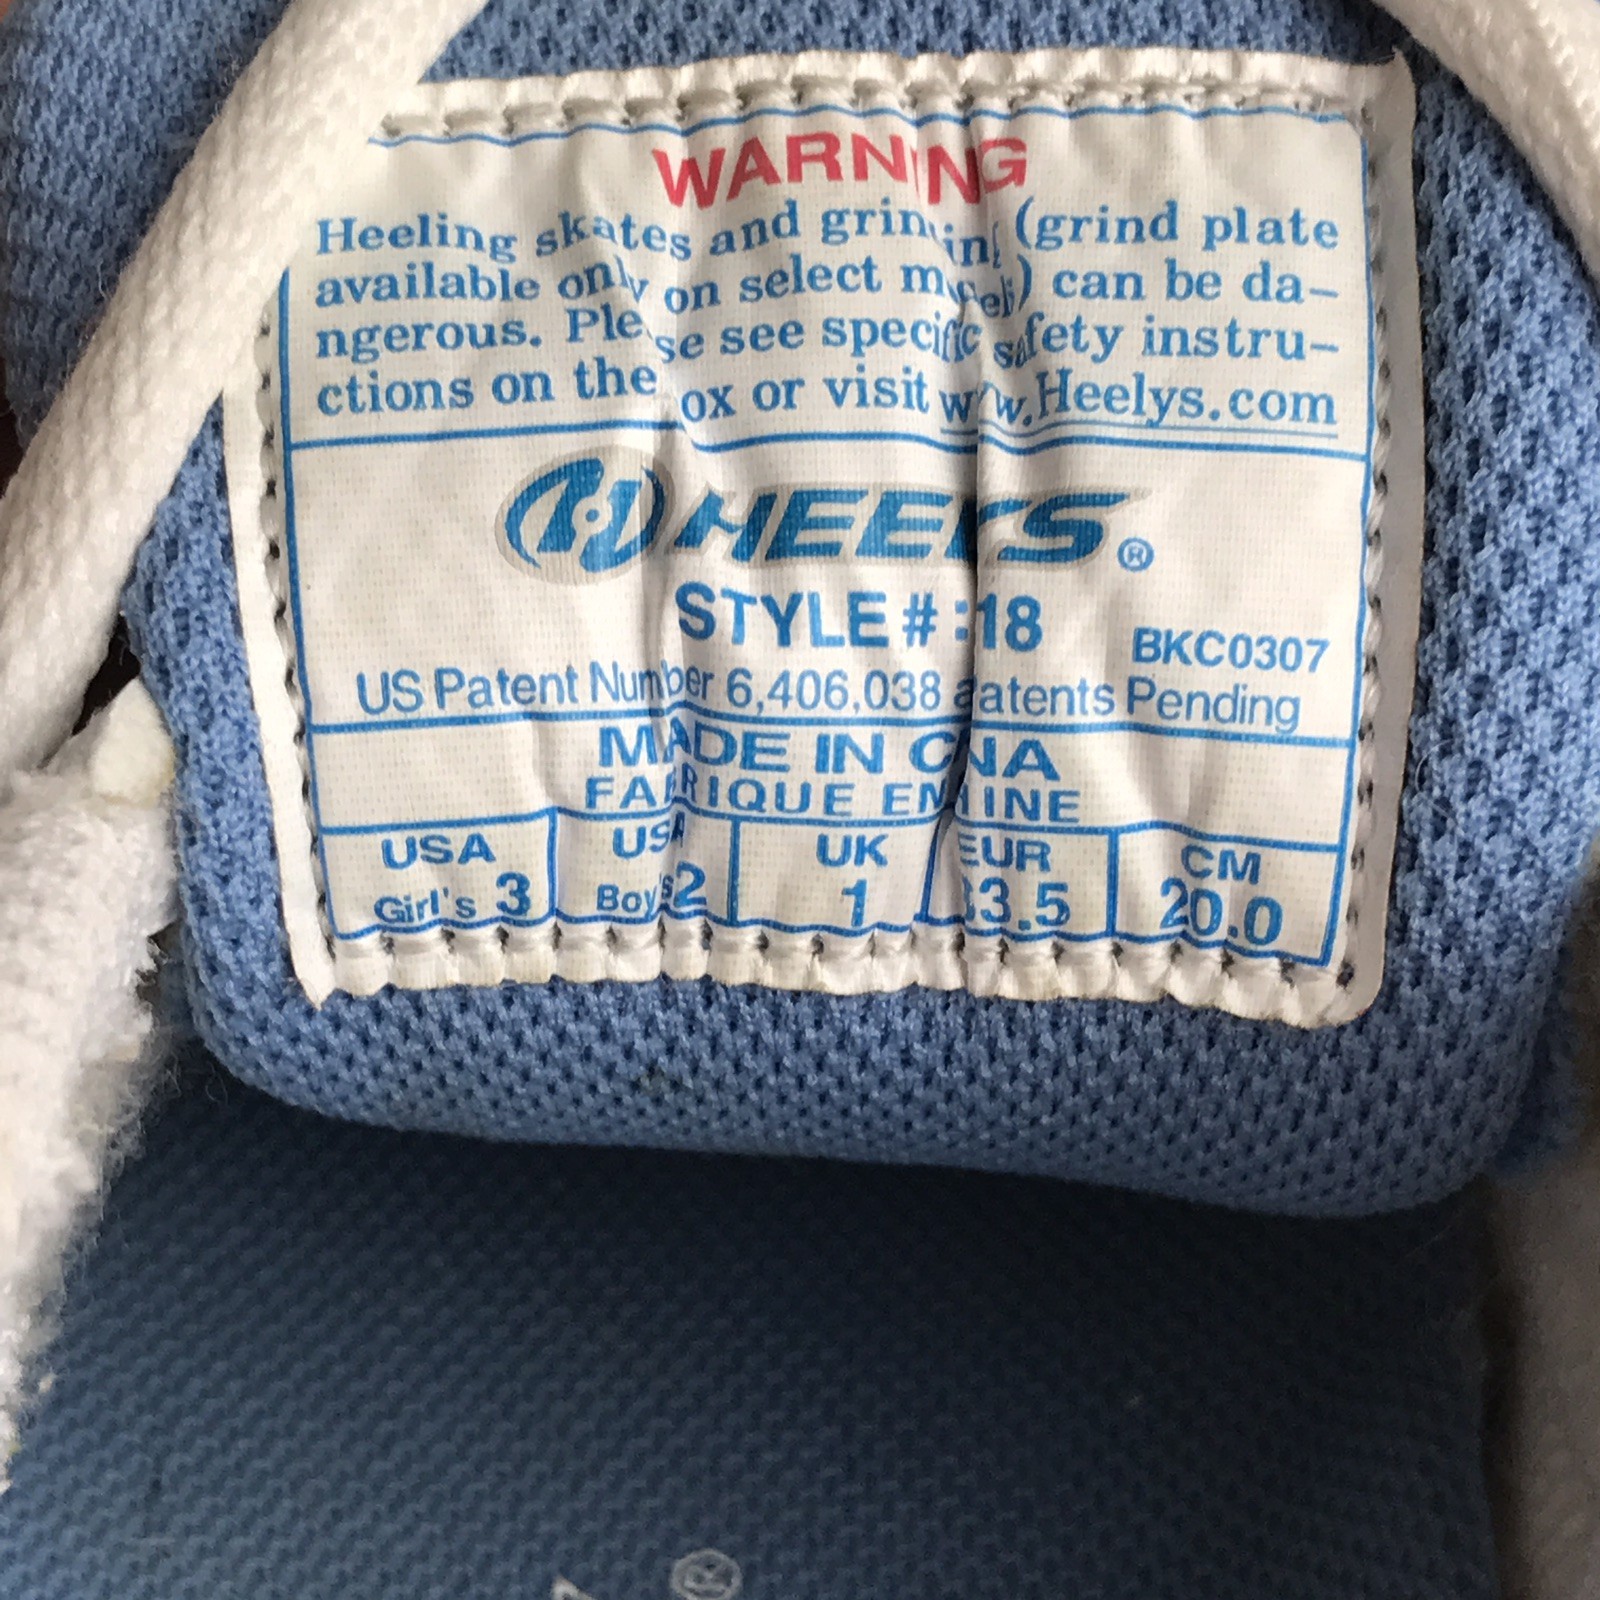 WARNING
Heeling skates and grinding (grind plate
available only on select models) can be da-
ngerous. Please see specific safety instru-
ctions on the box or visit www.Heelys.com
HEELYS®
STYLE # : 18
BKC0307
US Patent Number 6,406,038 Patents Pending
MADE IN CHINA
FABRIQUE EN CHINE
USA USA UK EUR CM
Girl's 3 Boy's 2 1 33.5 20.0
®